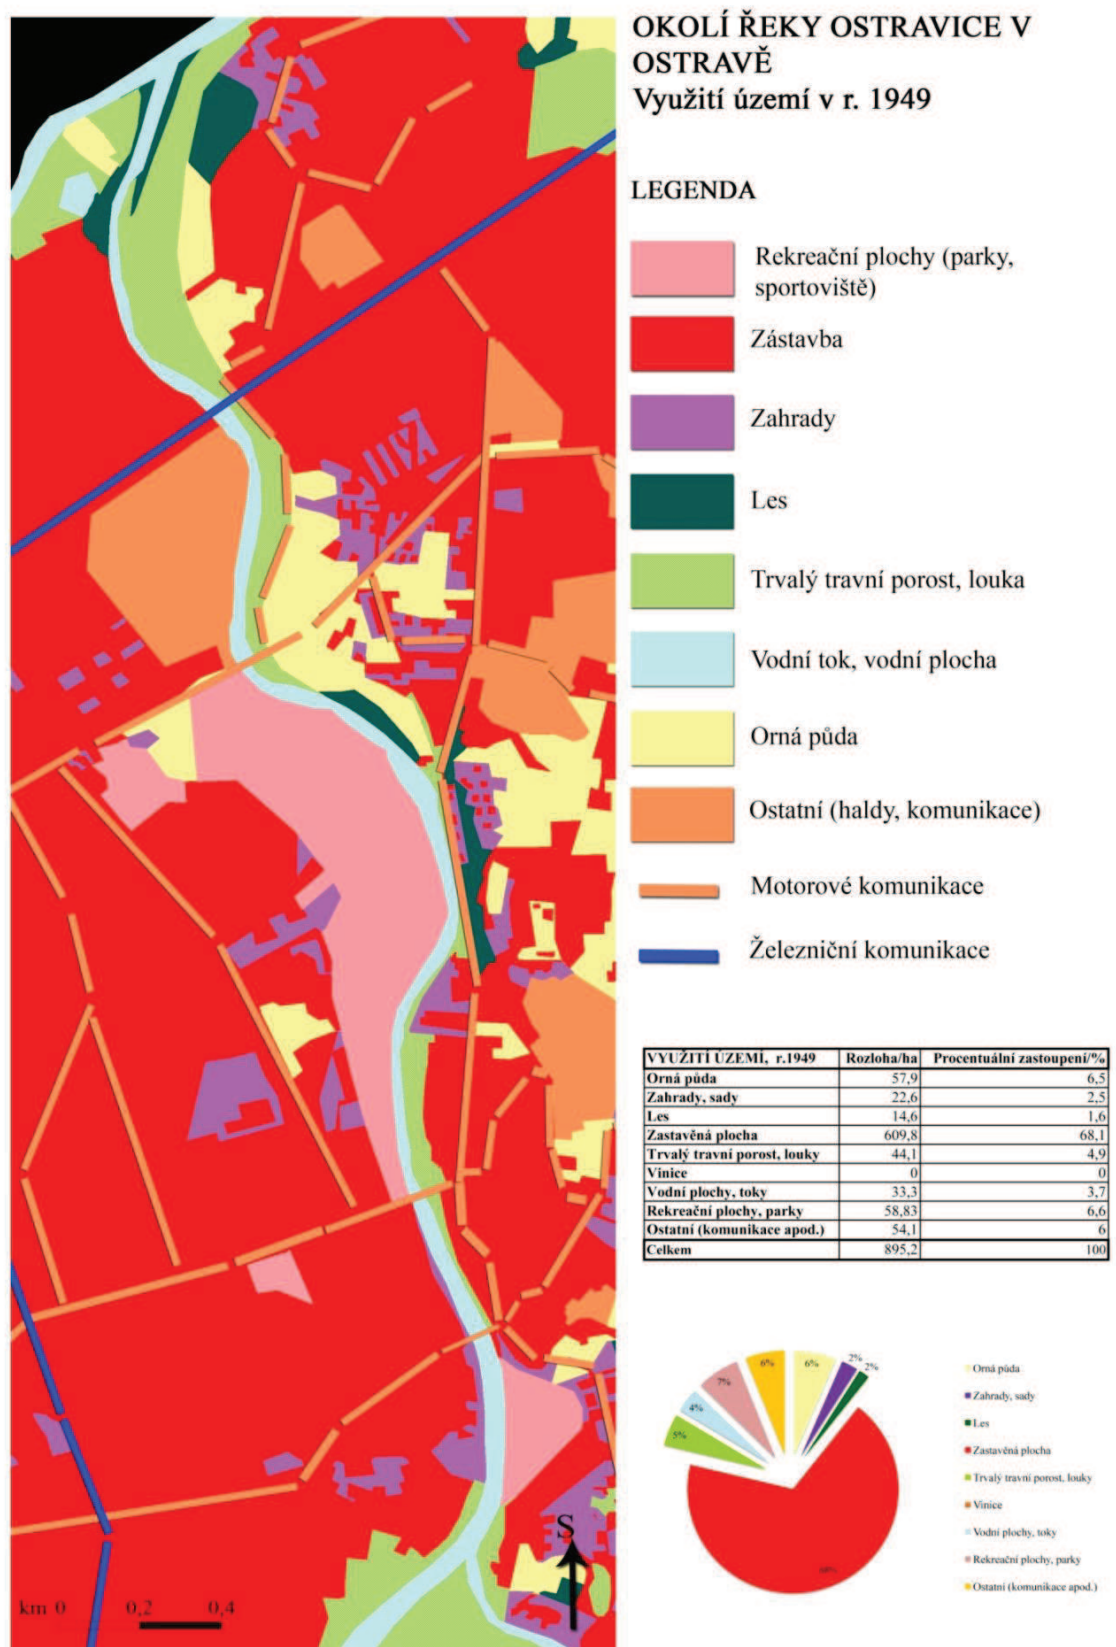 OKOLÍ ŘEKY OSTRAVICE V
OSTRAVĚ
Využití území v r. 1949
LEGENDA
Rekreační plochy (parky,
sportoviště)
Zástavba
Zahrady
Les
Trvalý travní porost, louka
Vodní tok, vodní plocha
Orná půda
Ostatní (haldy, komunikace)
Motorové komunikace
Železniční komunikace
VYUŽITÍ ÚZEMÍ, r.1949 Rozloha/ha Procentuální zastoupení/%
Orná půda 57,9 6,5
Zahrady, sady 22,6 2,5
Les 14,6 1,6
Zastavěná plocha 609,8 68,1
Trvalý travní porost, louky 44,1 4,9
Vinice 0 0
Vodní plochy, toky 33,3 3,7
Rekreační plochy, parky 58,83 6,6
Ostatní (komunikace apod.) 54,1 6
Celkem 895,2 100
6% 6% 2% 2%
7%
4%
5%
68%
Orná půda
Zahrady, sady
Les
Zastavěná plocha
Trvalý travní porost, louky
Vinice
Vodní plochy, toky
Rekreační plochy, parky
Ostatní (komunikace apod.)
S
km 0 0,2 0,4